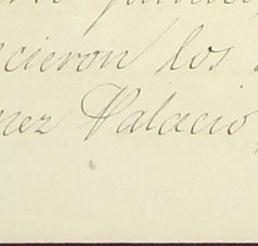 cieron los
nez Palacio,